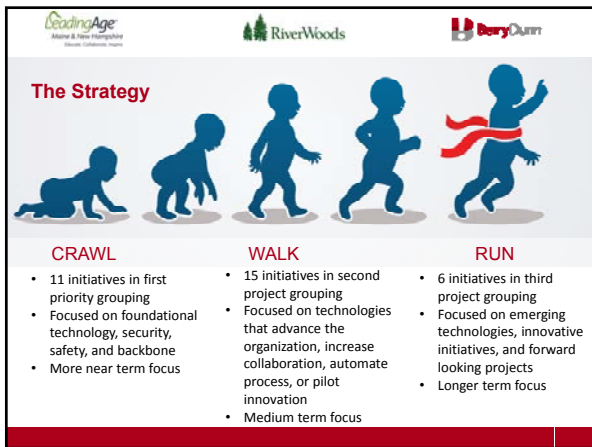 LeadingAge
Maine & New Hampshire
Educate. Collaborate. Inspire.
RiverWoods
BerryDunn
The Strategy
CRAWL
• 11 initiatives in first
priority grouping
• Focused on foundational
technology, security,
safety, and backbone
• More near term focus
WALK
• 15 initiatives in second
project grouping
• Focused on technologies
that advance the
organization, increase
collaboration, automate
process, or pilot
innovation
• Medium term focus
RUN
• 6 initiatives in third
project grouping
• Focused on emerging
technologies, innovative
initiatives, and forward
looking projects
• Longer term focus